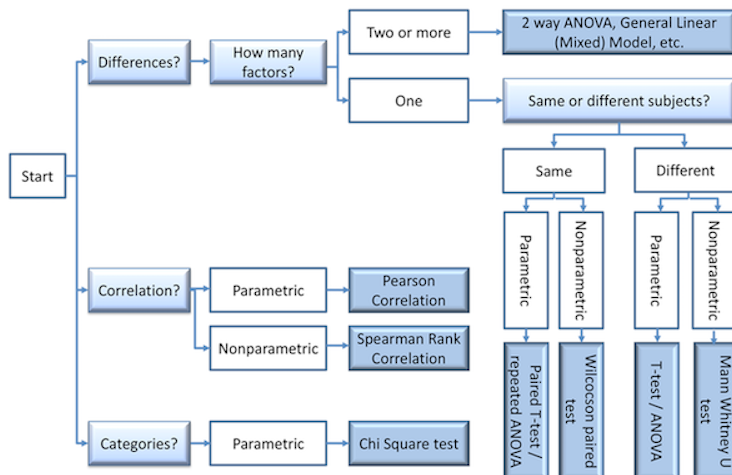 Two or more
2 way ANOVA, General Linear
(Mixed) Model, etc.
Differences?
How many
factors?
One
Same or different subjects?
Start
Same
Different
Parametric
Nonparametric
Parametric
Nonparametric
Correlation?
Parametric
Pearson
Correlation
Nonparametric
Spearman Rank
Correlation
Paired T-test /
repeated ANOVA
Wilcocson paired
test
T-test / ANOVA
Mann Whitney U
test
Categories?
Parametric
Chi Square test